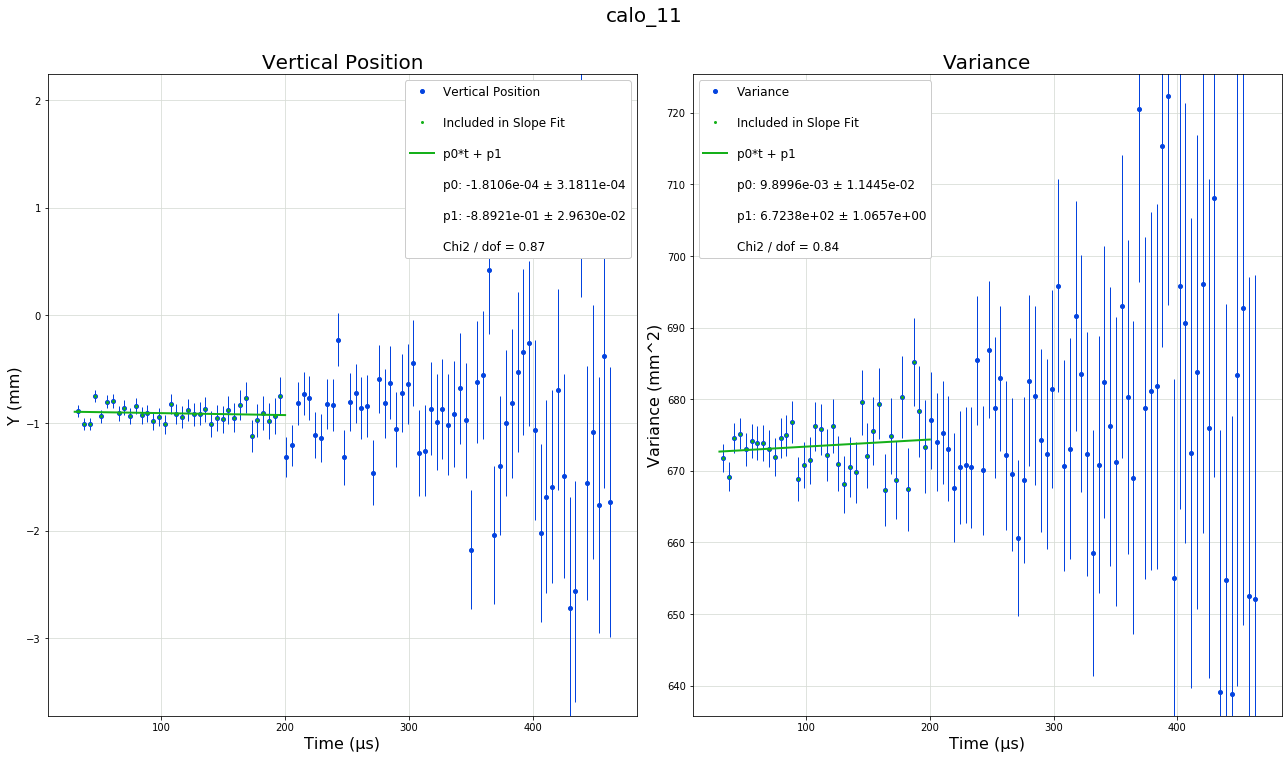 calo_11
Vertical Position
Vertical Position
Included in Slope Fit
p0*t + p1
p0: -1.8106e-04 ± 3.1811e-04
p1: -8.8921e-01 ± 2.9630e-02
Chi2 / dof = 0.87
2
1
0
−1
−2
−3
Y (mm)
100
200
300
400
Time (μs)
Variance
Variance
Included in Slope Fit
p0*t + p1
p0: 9.8996e-03 ± 1.1445e-02
p1: 6.7238e+02 ± 1.0657e+00
Chi2 / dof = 0.84
720
710
700
690
680
670
660
650
640
Variance (mm^2)
100
200
300
400
Time (μs)